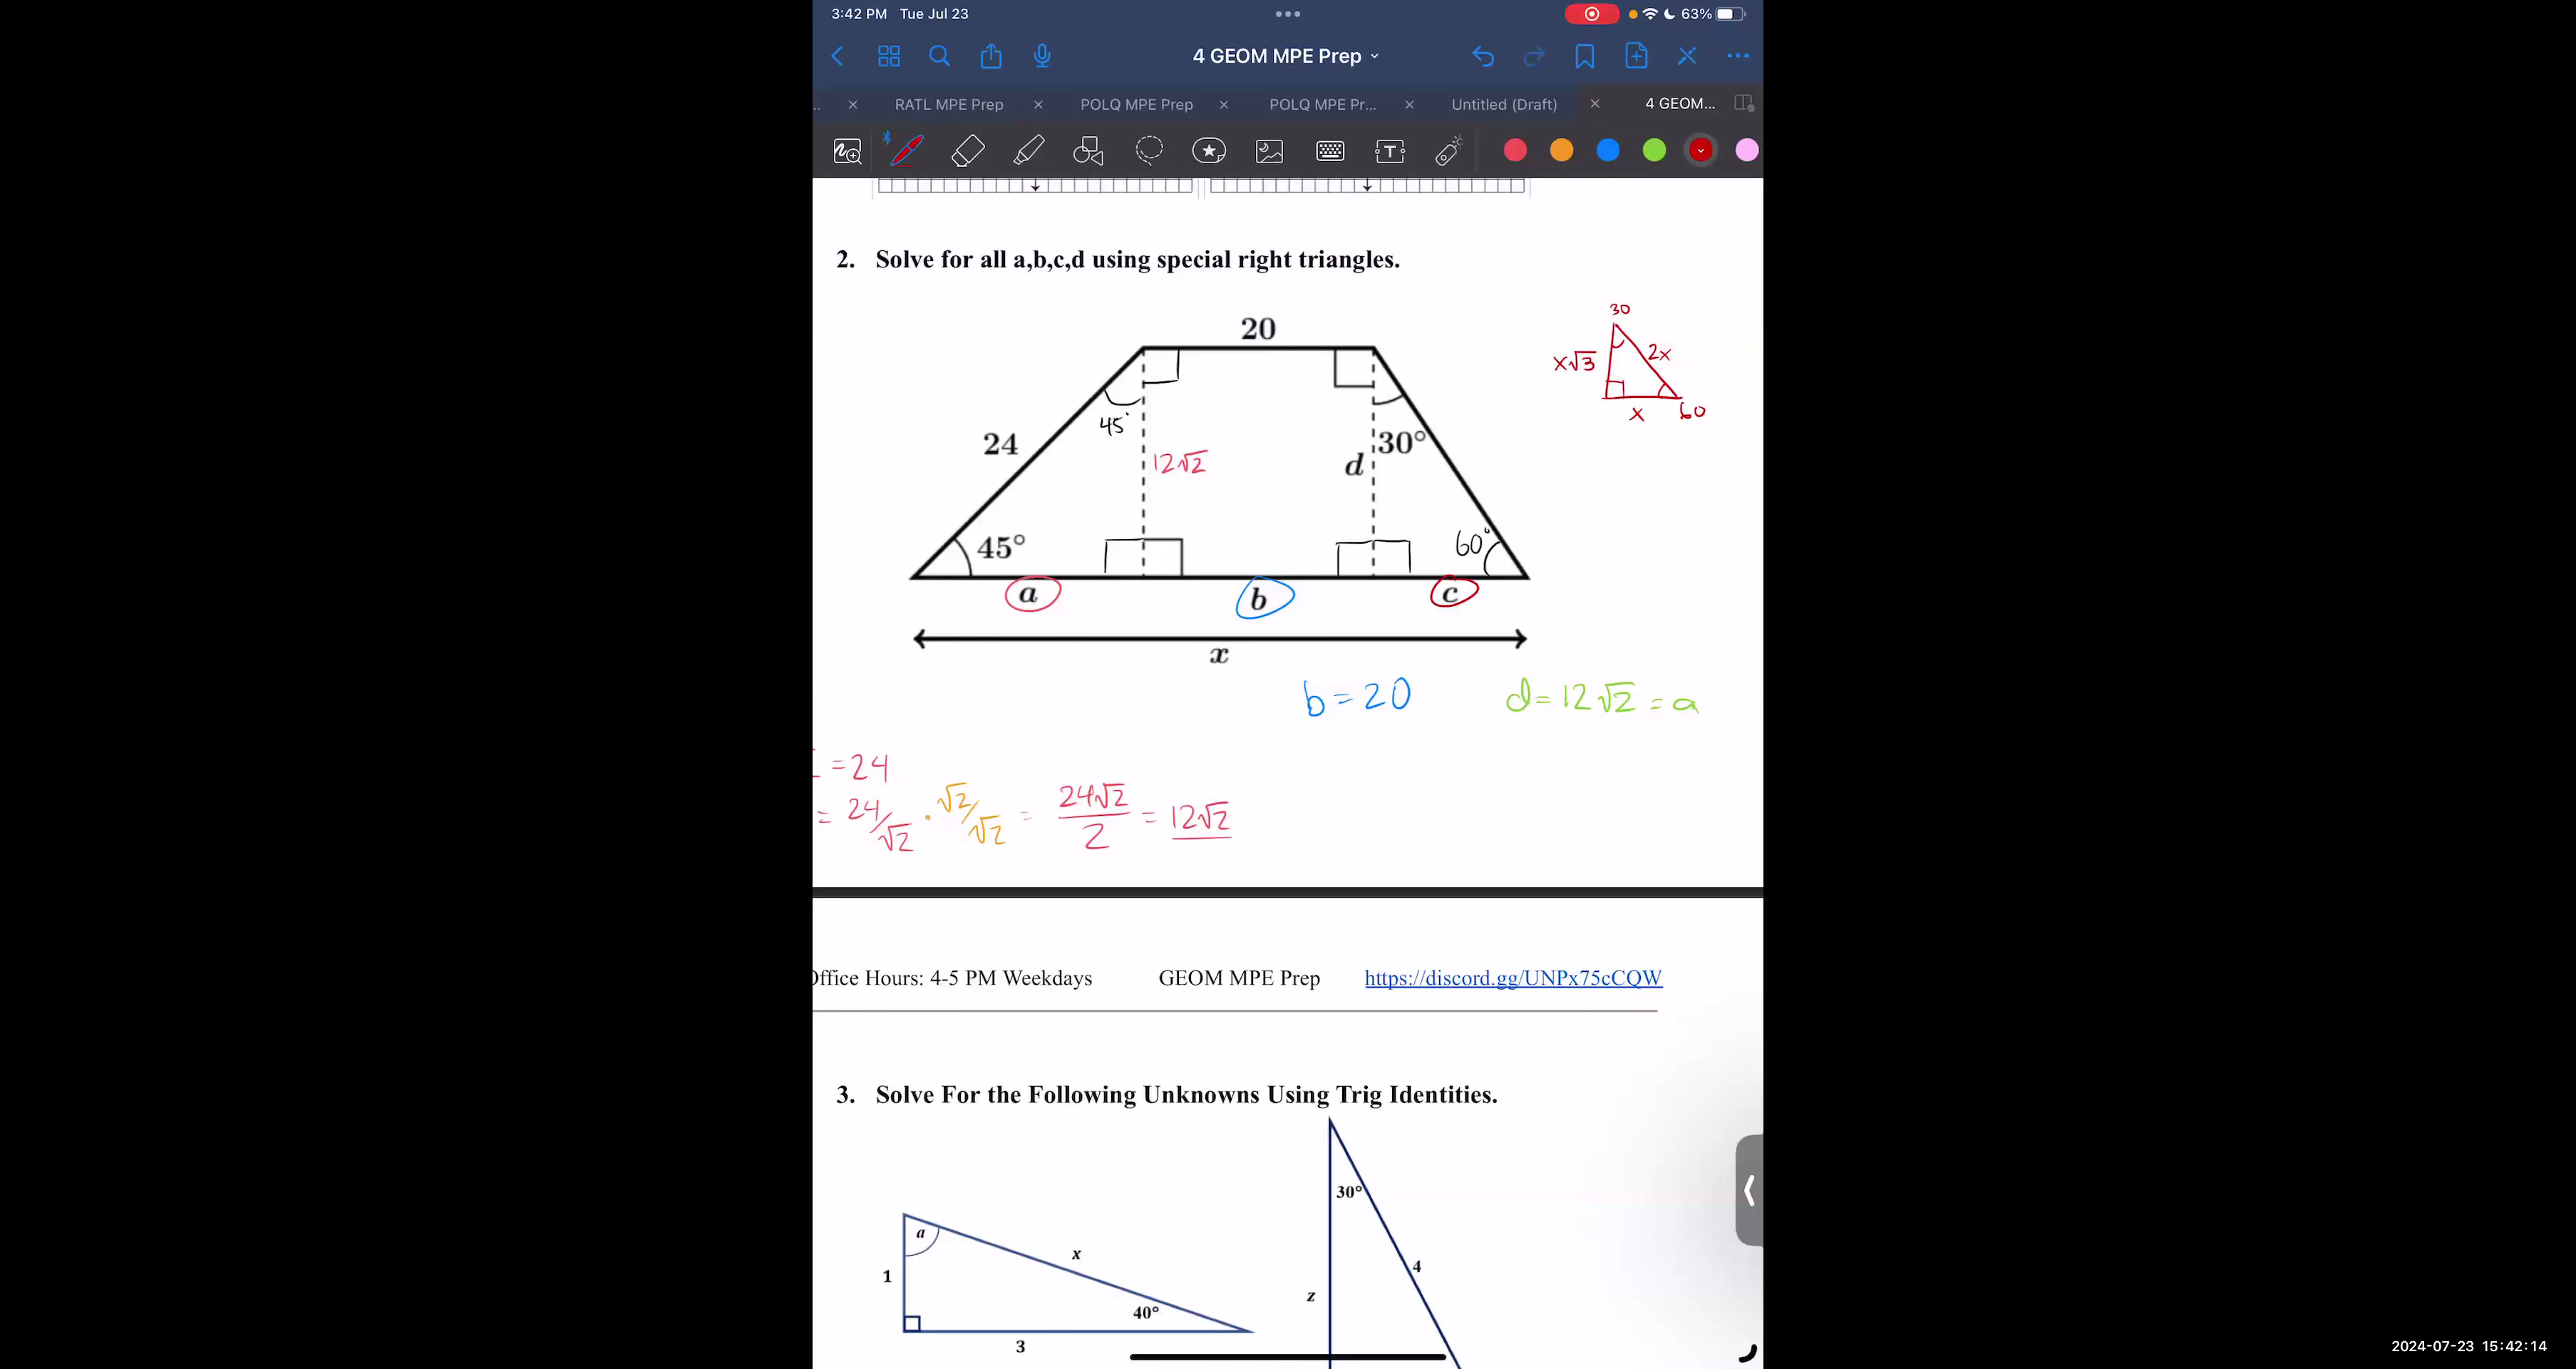 3:42 PM Tue Jul 23
63%
4 GEOM MPE Prep
..
RATL MPE Prep
POLQ MPE Prep
POLQ MPE Pr...
Untitled (Draft)
4 GEOM...
2. Solve for all a,b,c,d using special right triangles.
30
20
x√3
2x
x
60
45°
24
12√2
d
30°
45°
60°
a
b
c
x
b = 20
d = 12√2 = a
= 24
= 24/√2 · √2/√2 = 24√2/2 = 12√2
Office Hours: 4-5 PM Weekdays GEOM MPE Prep https://discord.gg/UNPx75cCQW
3. Solve For the Following Unknowns Using Trig Identities.
30°
a
x
1
4
z
40°
3
2024-07-23 15:42:14